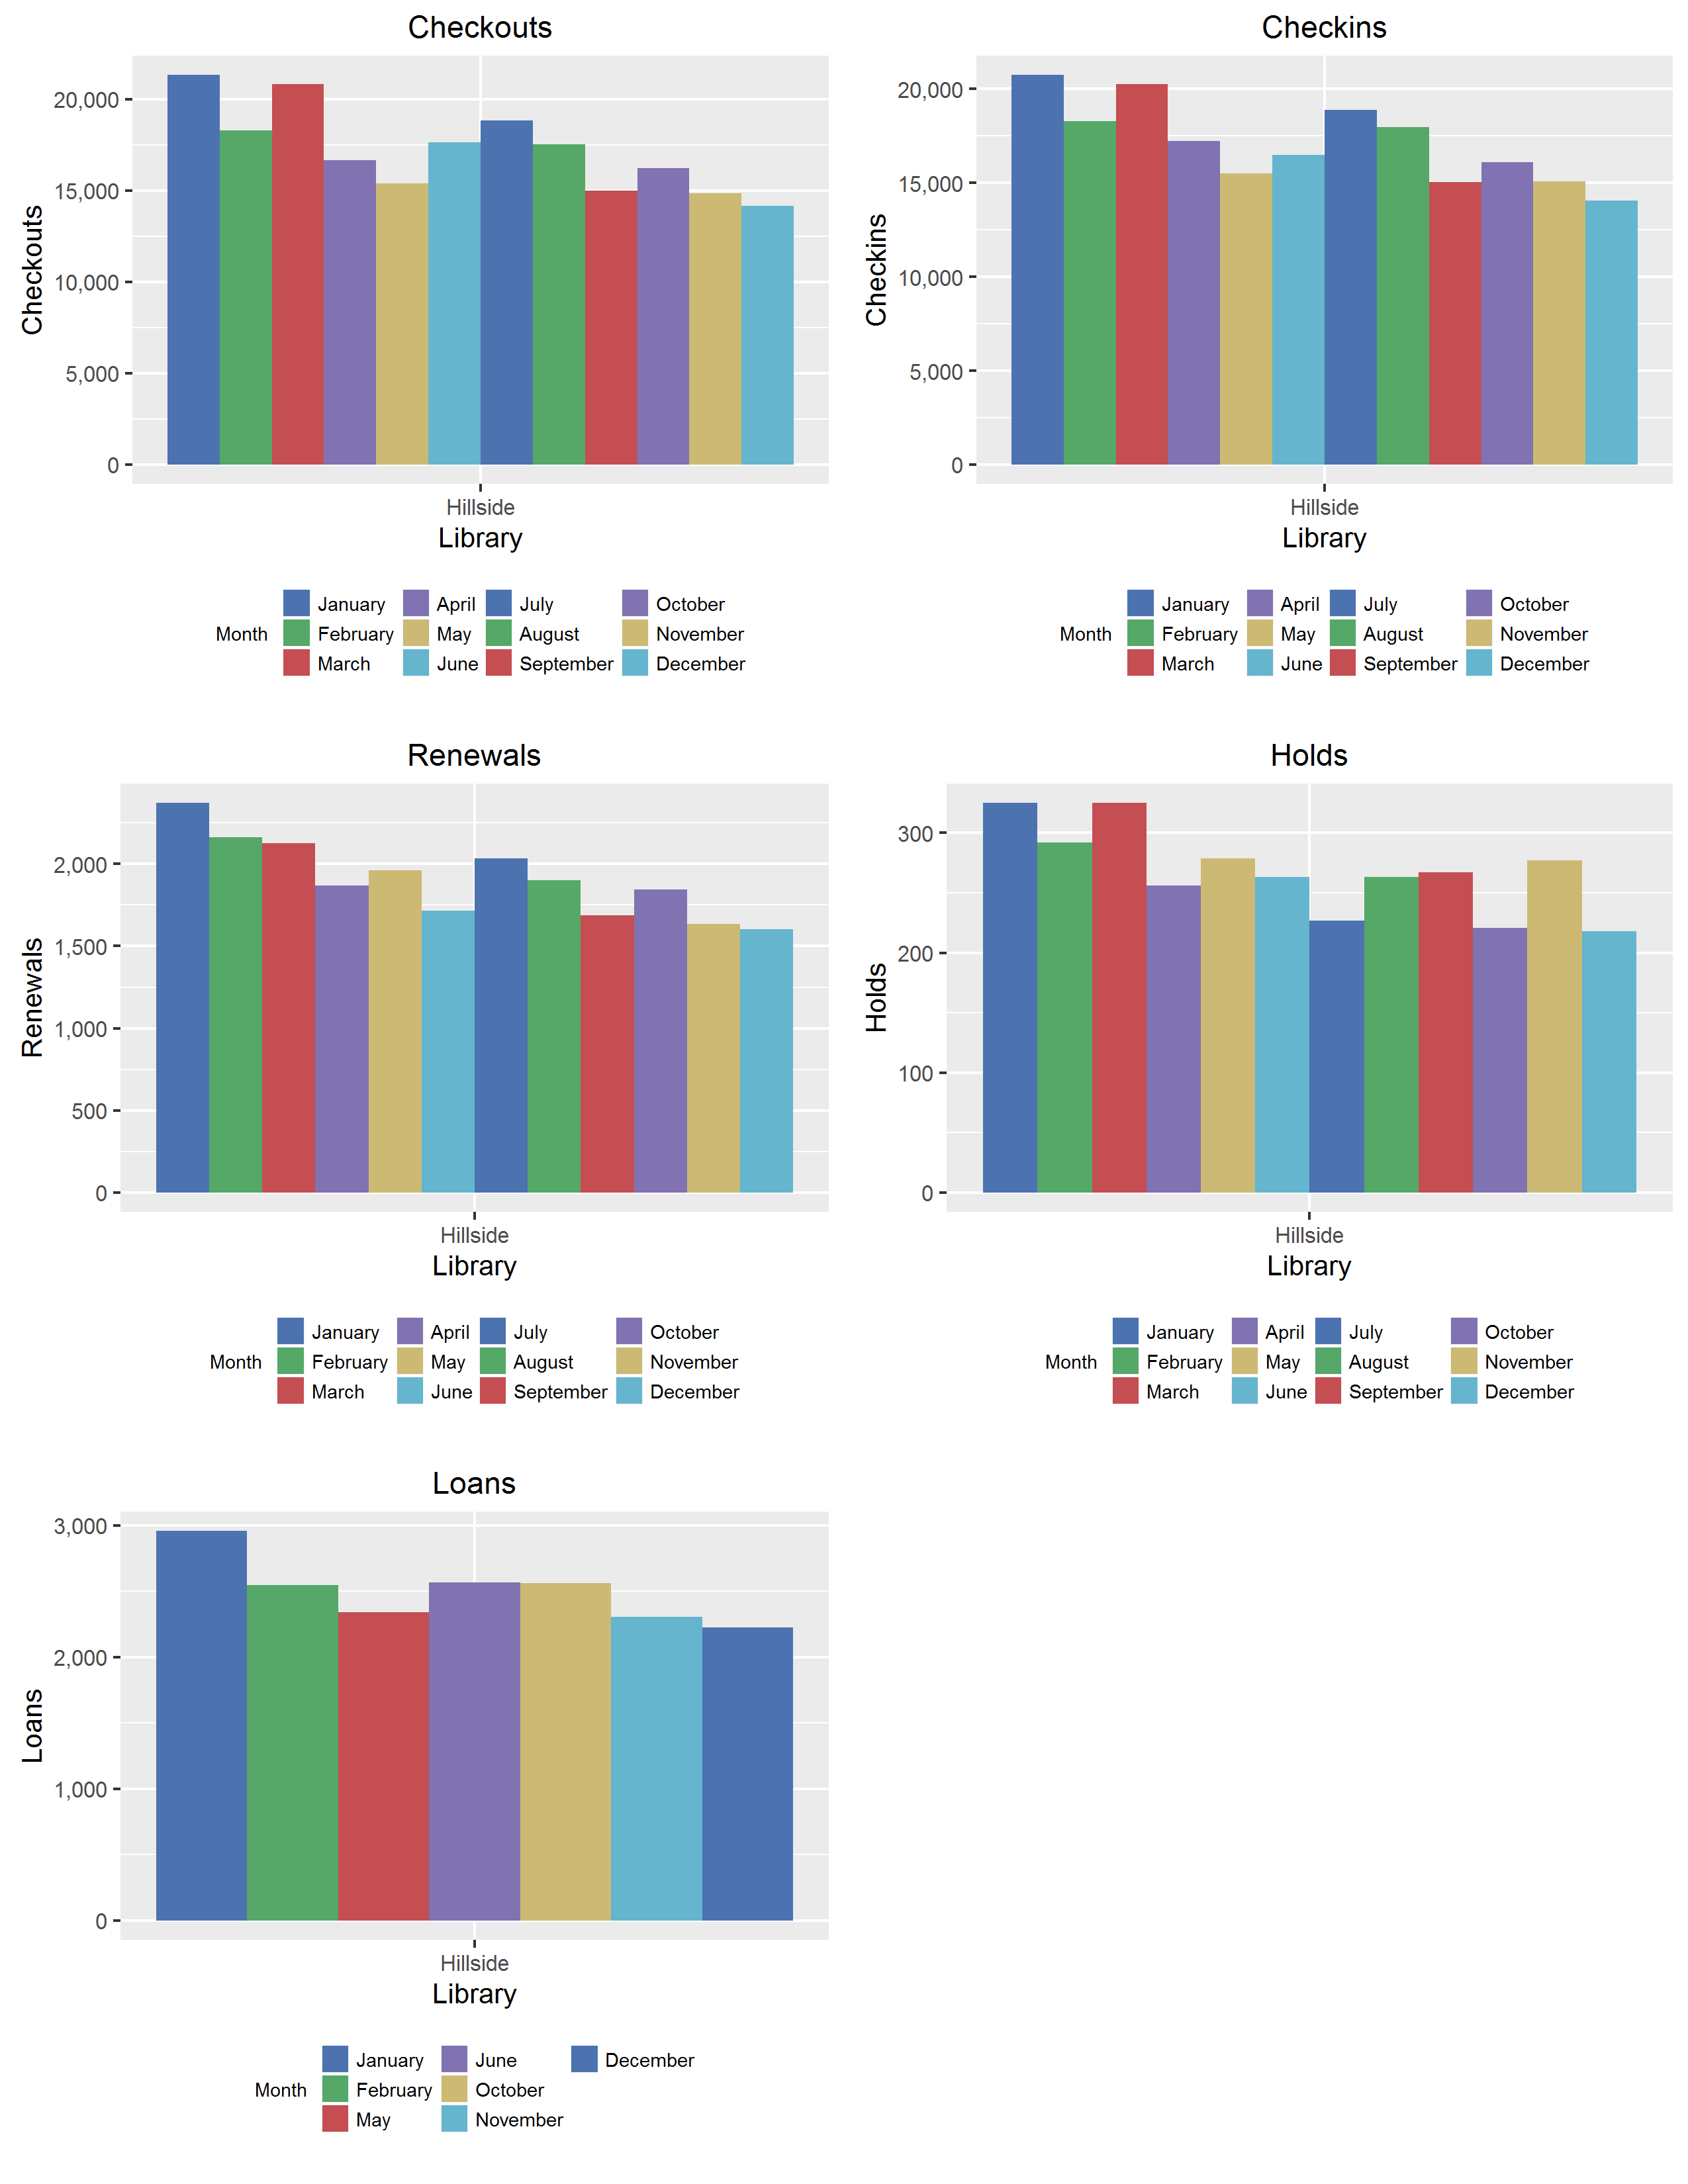 Checkouts
Checkouts
20,000
15,000
10,000
5,000
0
Hillside
Library
Month
January
February
March
April
May
June
July
August
September
October
November
December
Checkins
Checkins
20,000
15,000
10,000
5,000
0
Hillside
Library
Month
January
February
March
April
May
June
July
August
September
October
November
December
Renewals
Renewals
2,000
1,500
1,000
500
0
Hillside
Library
Month
January
February
March
April
May
June
July
August
September
October
November
December
Holds
Holds
300
200
100
0
Hillside
Library
Month
January
February
March
April
May
June
July
August
September
October
November
December
Loans
Loans
3,000
2,000
1,000
0
Hillside
Library
Month
January
February
May
June
October
November
December